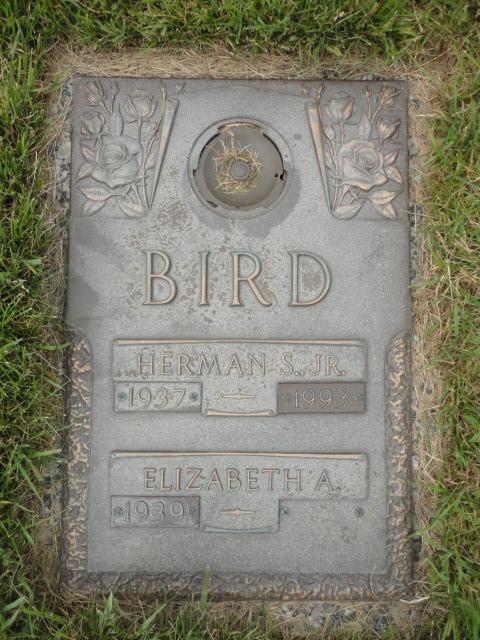 BIRD
HERMAN S. JR.
1937 1993
ELIZABETH A.
1939